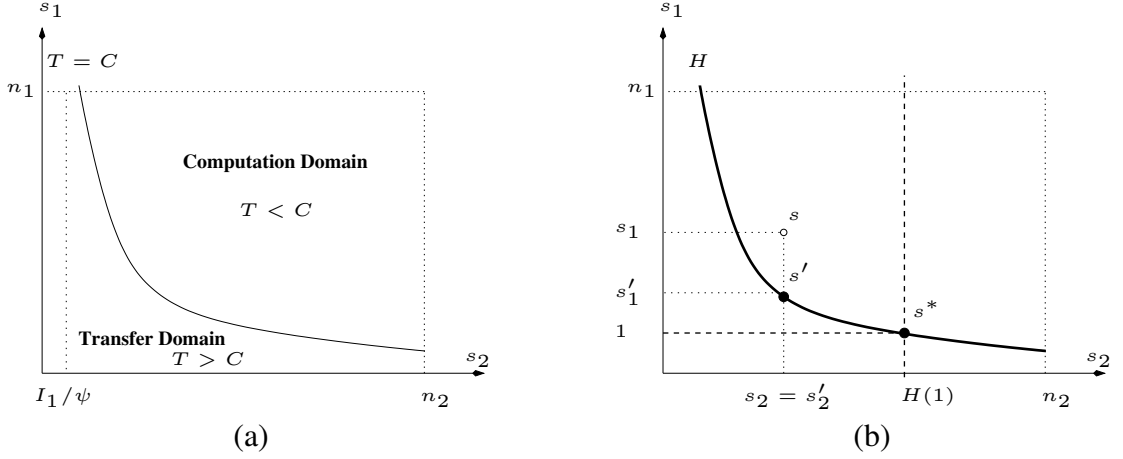 s₁
T = C
n₁
Computation Domain
T < C
Transfer Domain
T > C
s₂
I₁/ψ
n₂
(a)
s₁
H
n₁
s₁
s
s′
s′₁
s*
1
s₂
s₂ = s′₂
H(1)
n₂
(b)